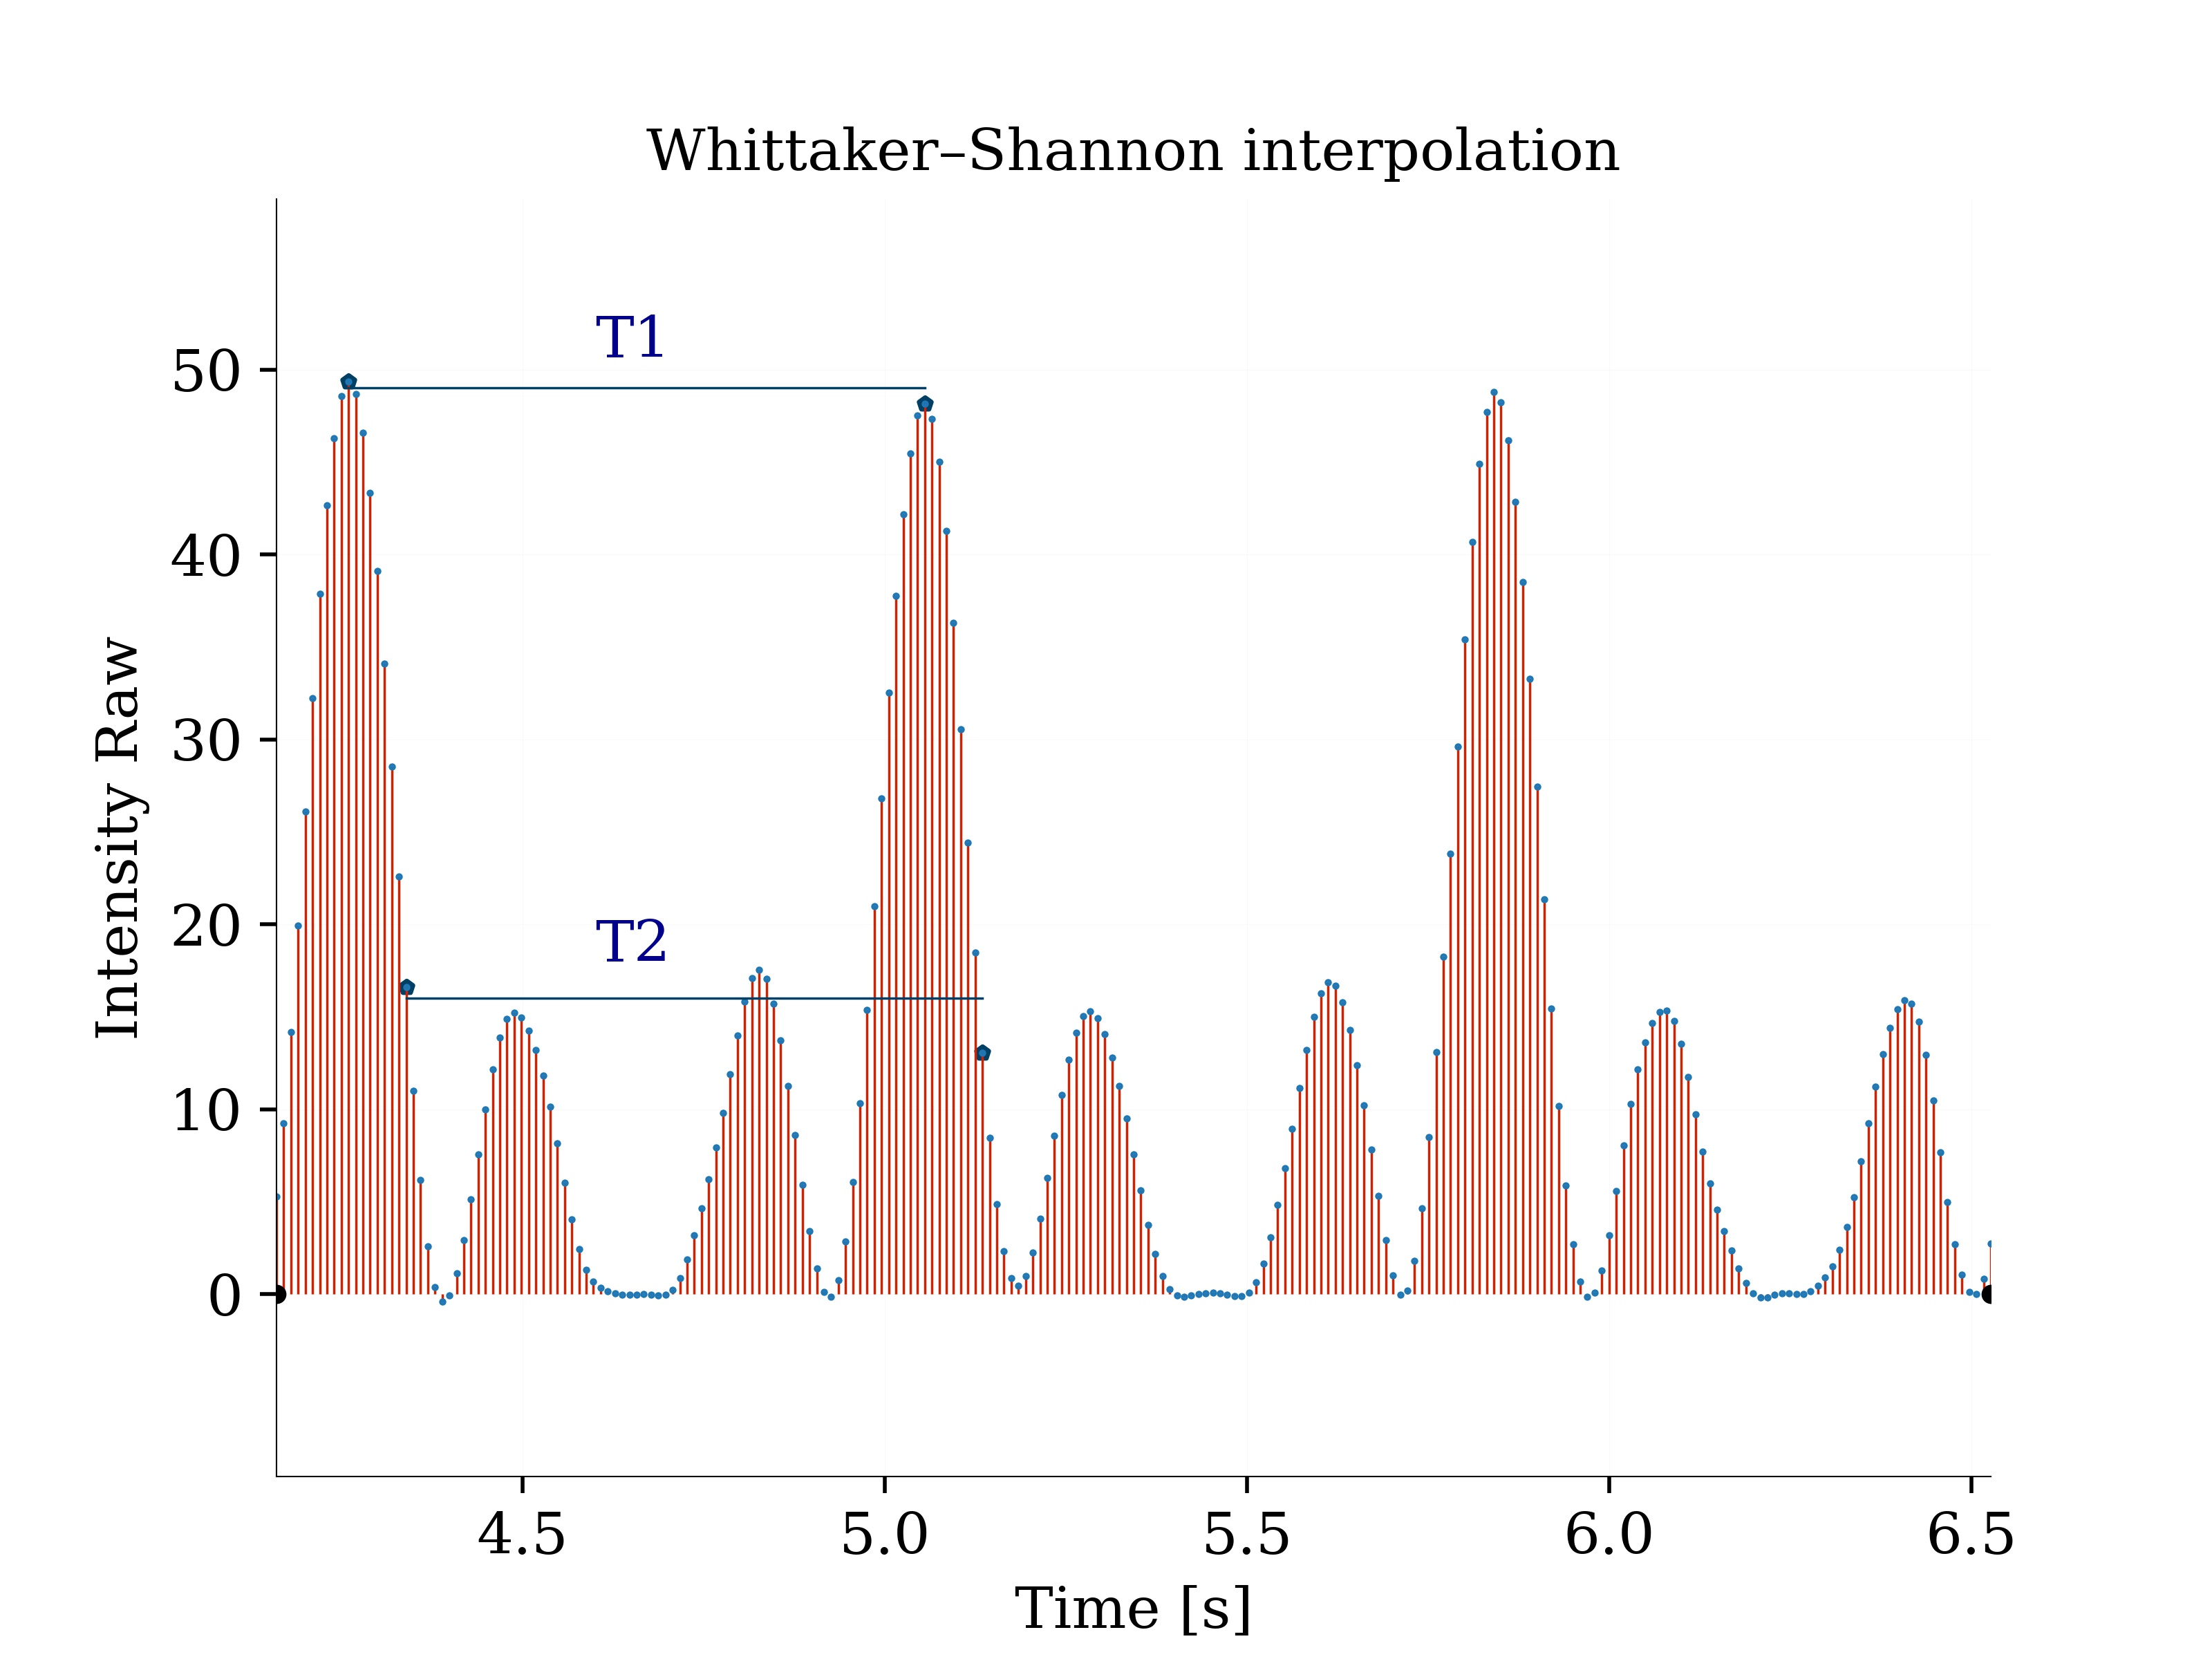 Whittaker–Shannon interpolation
T1
T2
Intensity Raw
50
40
30
20
10
0
4.5 5.0 5.5 6.0 6.5
Time [s]